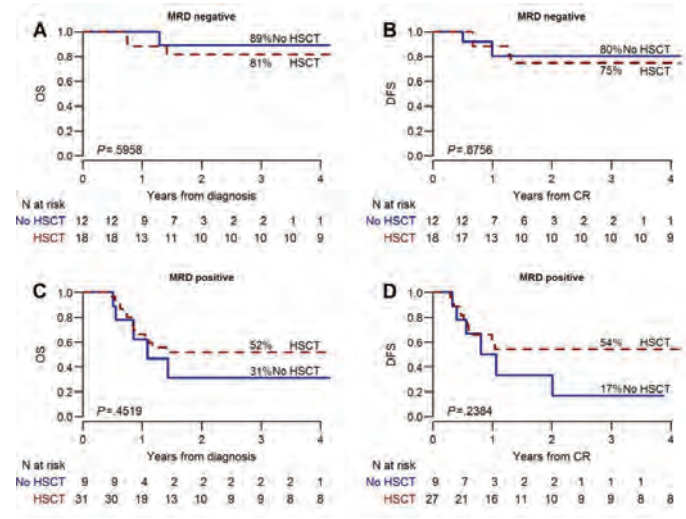 A
MRD negative
1.0
0.8
0.6
0.4
0.2
0.0
OS
89% No HSCT
81% HSCT
P=.5958
0 1 2 3 4
Years from diagnosis
N at risk
No HSCT 12 12 9 7 3 2 2 1 1
HSCT 18 18 13 11 10 10 10 10 9
B
MRD negative
1.0
0.8
0.6
0.4
0.2
0.0
DFS
80% No HSCT
75% HSCT
P=.8756
0 1 2 3 4
Years from CR
N at risk
No HSCT 12 12 7 6 3 2 2 1 1
HSCT 18 17 13 10 10 10 10 10 9
C
MRD positive
1.0
0.8
0.6
0.4
0.2
0.0
OS
52% HSCT
31% No HSCT
P=.4519
0 1 2 3 4
Years from diagnosis
N at risk
No HSCT 9 9 4 2 2 2 2 2 1
HSCT 31 30 19 13 10 9 9 8 8
D
MRD positive
1.0
0.8
0.6
0.4
0.2
0.0
DFS
54% HSCT
17% No HSCT
P=.2384
0 1 2 3 4
Years from CR
N at risk
No HSCT 9 7 3 2 2 1 1 1
HSCT 27 21 16 11 10 9 9 8 8